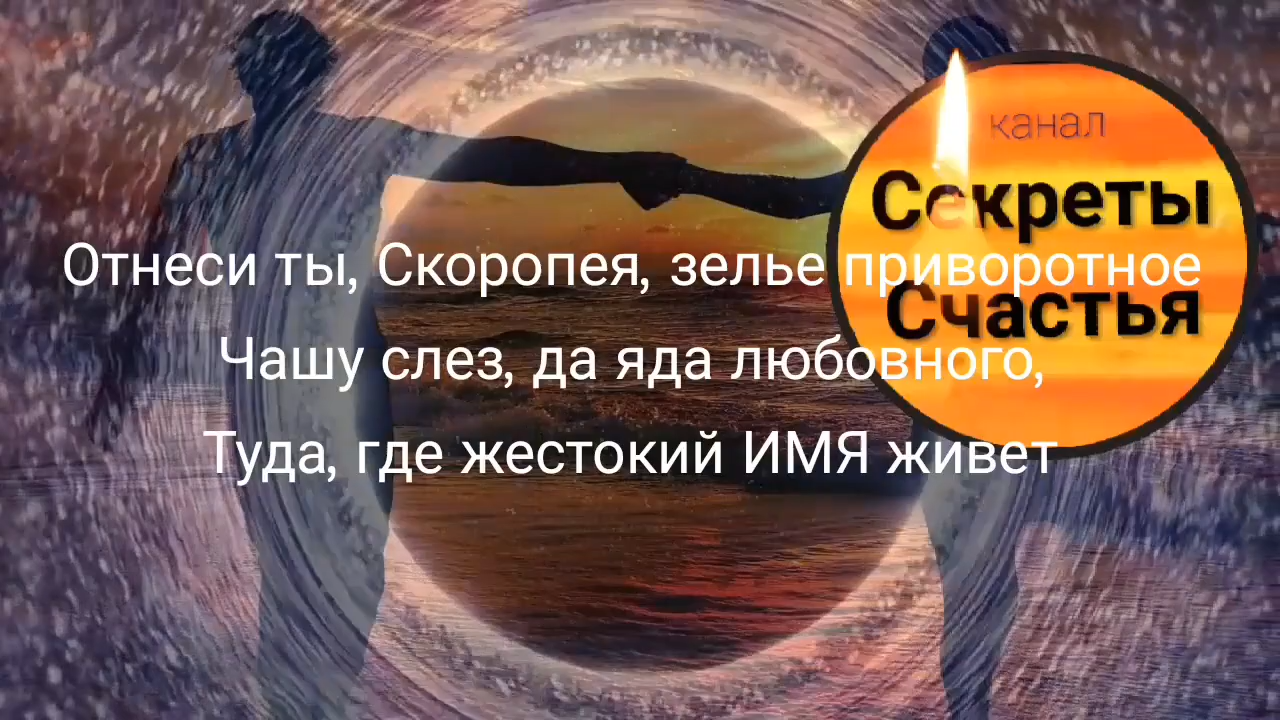 канал
Секреты
Счастья
Отнеси ты, Скоропея, зелье приворотное
Чашу слез, да яда любовного,
Туда, где жестокий ИМЯ живет